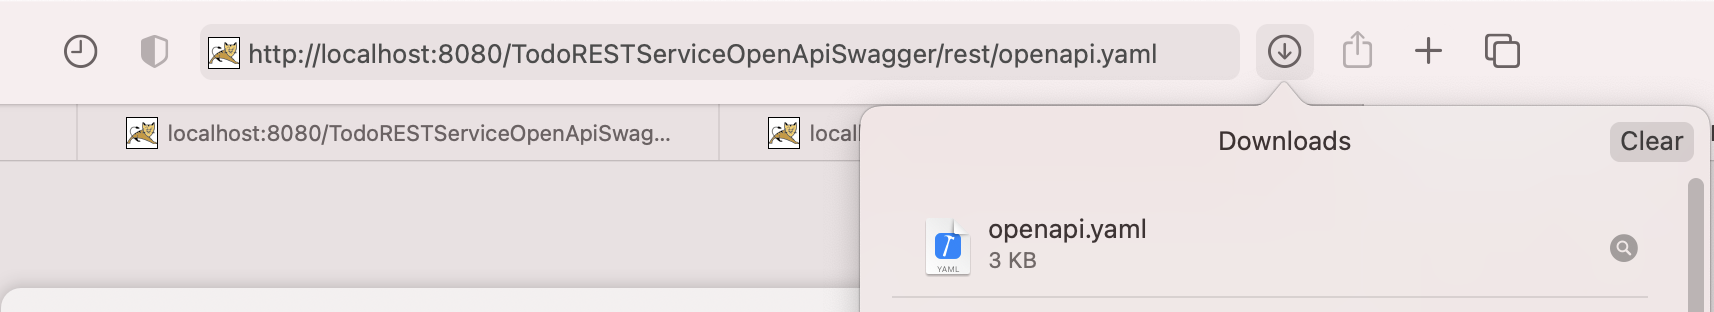 http://localhost:8080/TodoRESTServiceOpenApiSwagger/rest/openapi.yaml
localhost:8080/TodoRESTServiceOpenApiSwag...
local
Downloads
Clear
openapi.yaml
YAML
3 KB